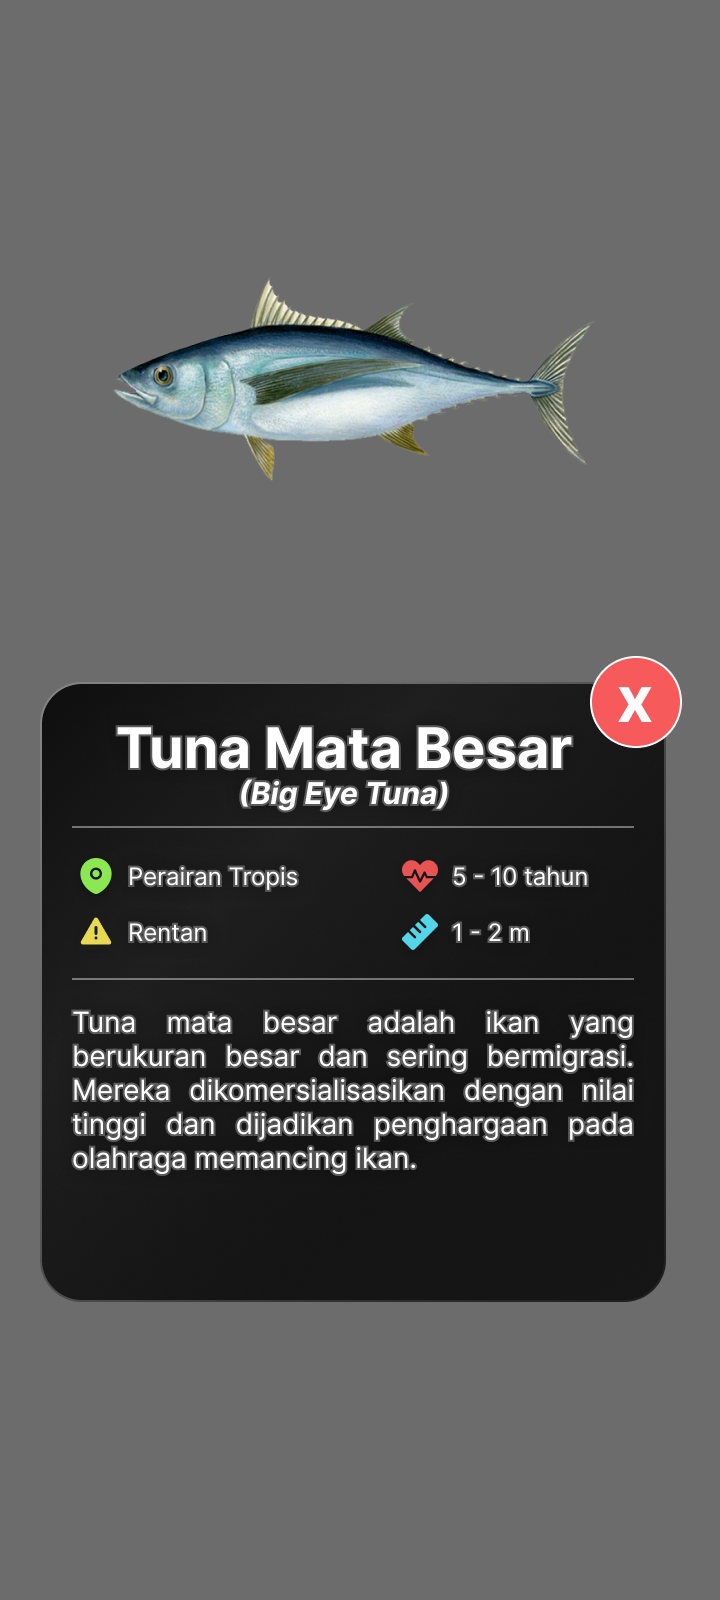 X
Tuna Mata Besar
(Big Eye Tuna)
Perairan Tropis
5 - 10 tahun
Rentan
1 - 2 m
Tuna mata besar adalah ikan yang
berukuran besar dan sering bermigrasi.
Mereka dikomersialisasikan dengan nilai
tinggi dan dijadikan penghargaan pada
olahraga memancing ikan.